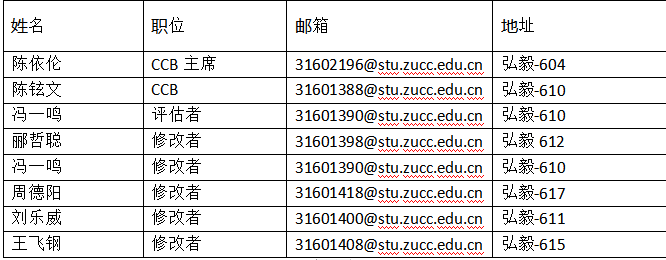 姓名 职位 邮箱 地址
陈依伦 CCB 主席 31602196@stu.zucc.edu.cn 弘毅-604
陈铉文 CCB 31601388@stu.zucc.edu.cn 弘毅-610
冯一鸣 评估者 31601390@stu.zucc.edu.cn 弘毅-610
郦哲聪 修改者 31601398@stu.zucc.edu.cn 弘毅 612
冯一鸣 修改者 31601390@stu.zucc.edu.cn 弘毅-610
周德阳 修改者 31601418@stu.zucc.edu.cn 弘毅-617
刘乐威 修改者 31601400@stu.zucc.edu.cn 弘毅-611
王飞钢 修改者 31601408@stu.zucc.edu.cn 弘毅-615